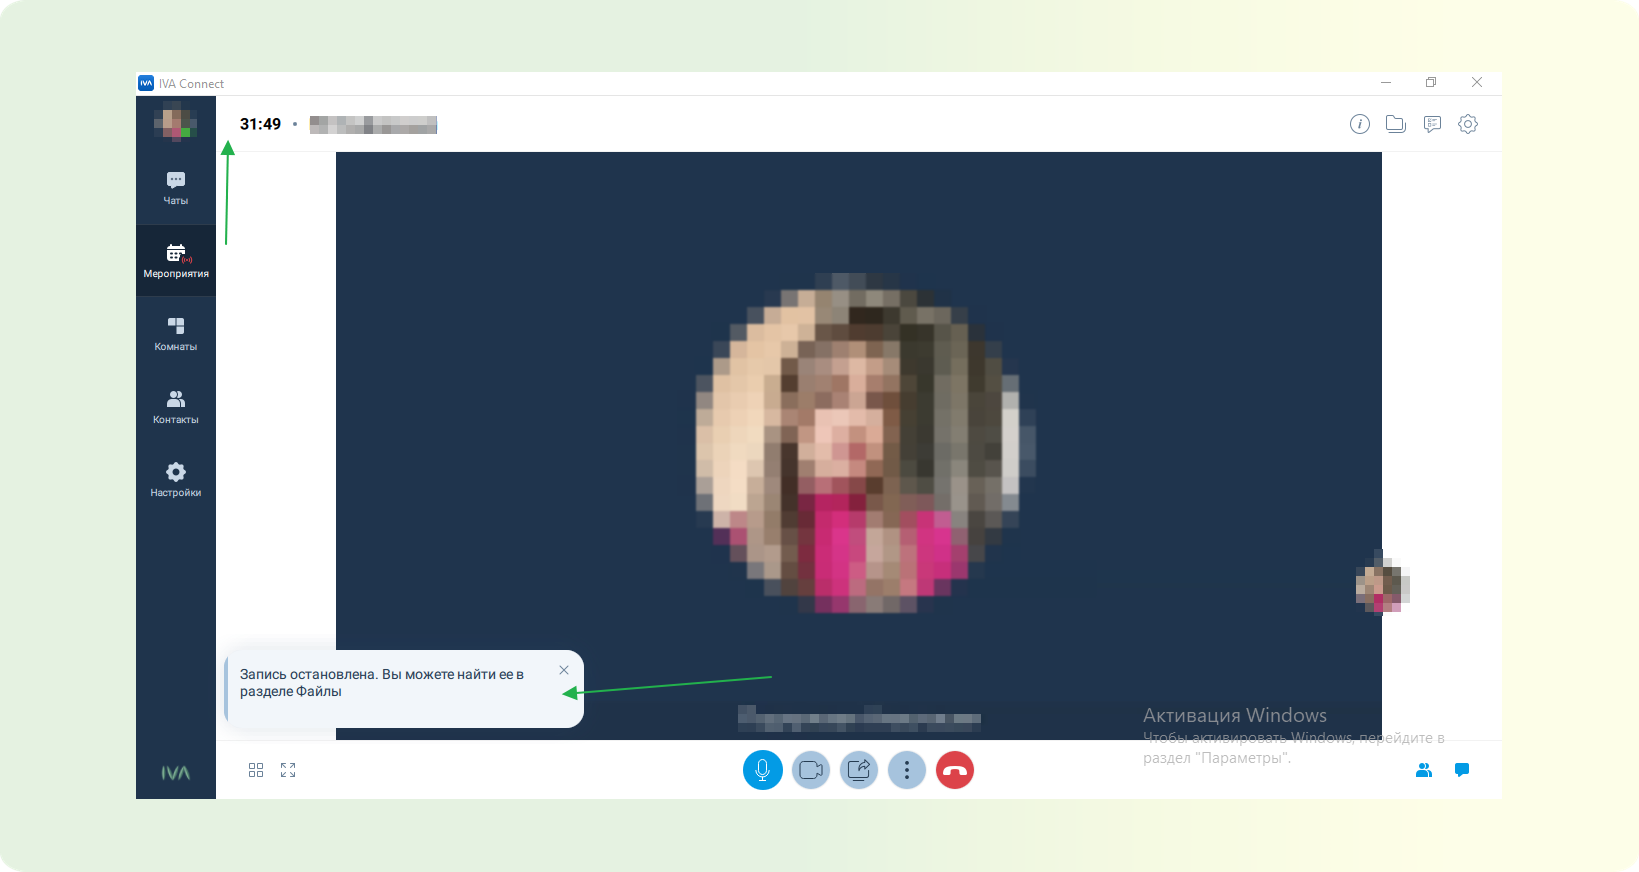 IVA IVA Connect
31:49 •
Чаты
Мероприятия
Комнаты
Контакты
Настройки
Запись остановлена. Вы можете найти ее в
разделе Файлы
Активация Windows
Чтобы активировать Windows, перейдите в
раздел "Параметры".
IVA